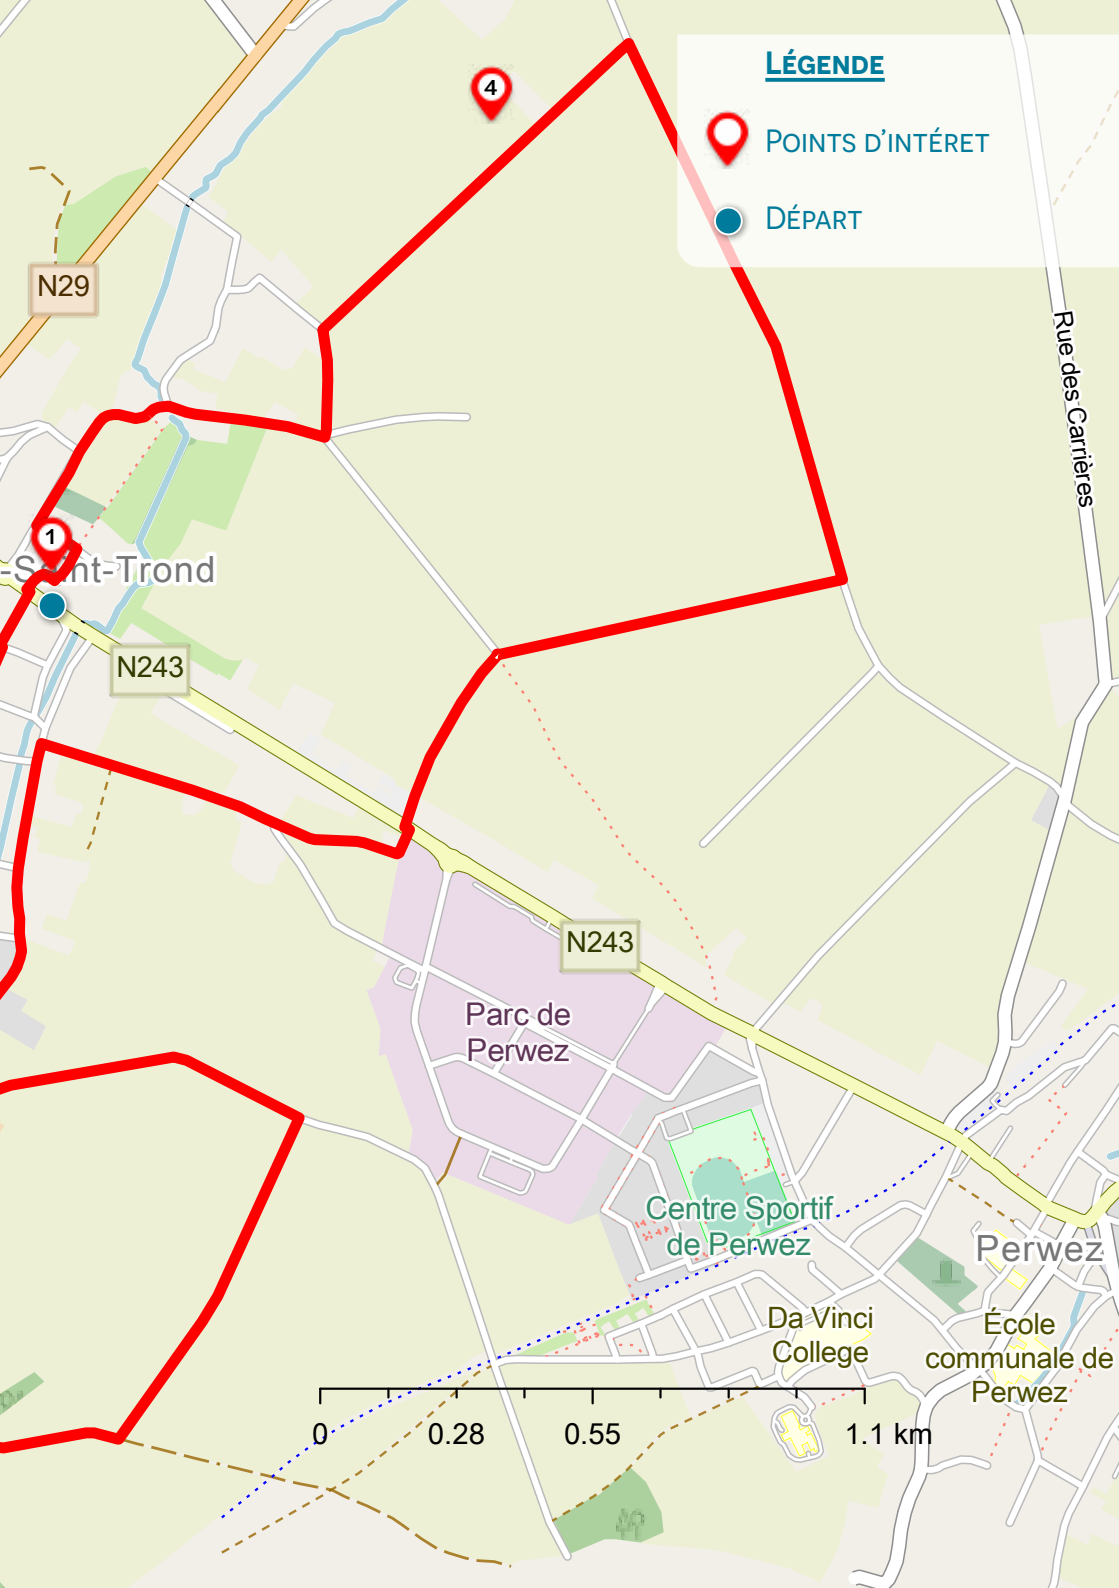 LÉGENDE
4
POINTS D'INTÉRET
DÉPART
N29
Rue des Carrières
1
-Saint-Trond
N243
N243
Parc de
Perwez
Centre Sportif
de Perwez
Perwez
Da Vinci
College
École
communale de
Perwez
0
0.28
0.55
1.1 km